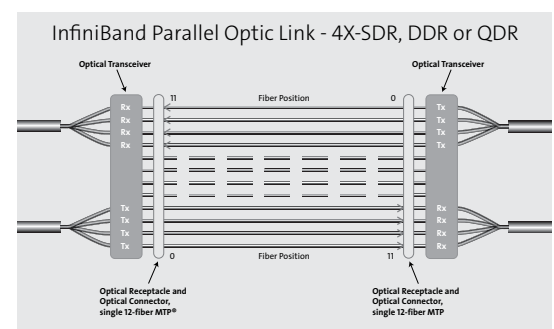 InfiniBand Parallel Optic Link - 4X-SDR, DDR or QDR
Optical Transceiver
Optical Transceiver
11 Fiber Position 0
Rx Tx
Rx Tx
Rx Tx
Rx Tx
Tx Rx
Tx Rx
Tx Rx
Tx Rx
0 Fiber Position 11
Optical Receptacle and
Optical Connector,
single 12-fiber MTP®
Optical Receptacle and
Optical Connector,
single 12-fiber MTP